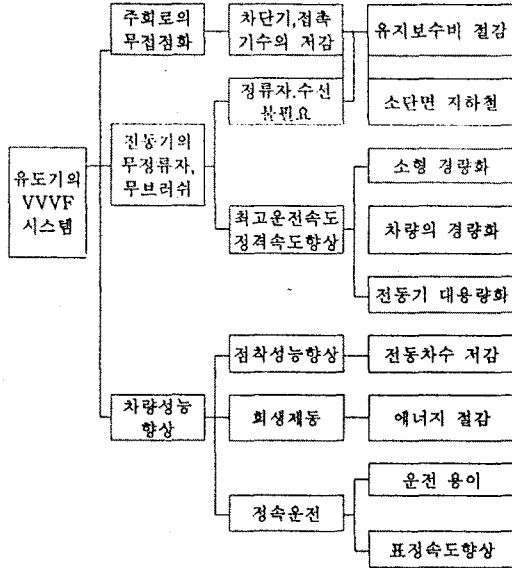 유도기의
VVVF
시스템
주회로의
무접점화
전동기의
무정류자,
무브러쉬
차량성능
향상
차단기,접촉
기수의 저감
정류자.수선
불필요
최고운전속도
정격속도향상
점착성능향상
회생제동
정속운전
유지보수비 절감
소단면 지하철
소형 경량화
차량의 경량화
전동기 대용량화
전동차수 저감
에너지 절감
운전 용이
표정속도향상